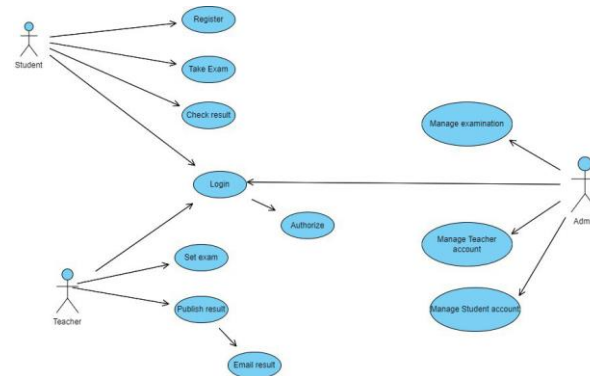 Register
Student
Take Exam
Check result
Manage examination
Login
Admi
Authorize
Manage Teacher
account
Set exam
Teacher
Publish result
Manage Student account
Email result